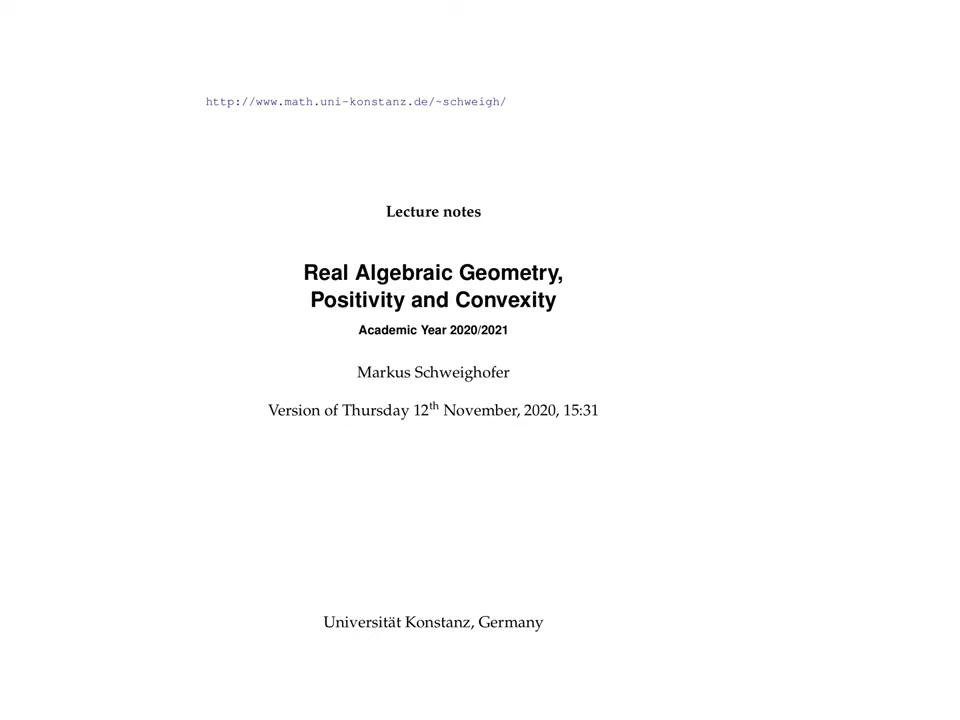 http://www.math.uni-konstanz.de/~schweigh/
Lecture notes
Real Algebraic Geometry,
Positivity and Convexity
Academic Year 2020/2021
Markus Schweighofer
Version of Thursday 12th November, 2020, 15:31
Universität Konstanz, Germany